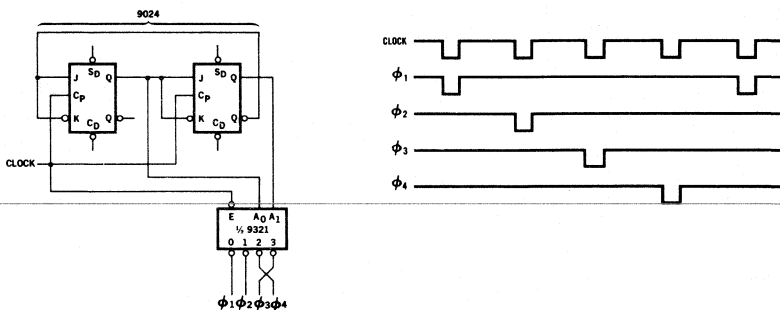 9024
J SD Q
CP
K CD Q
J SD Q
CP
K CD Q
CLOCK
E A0 A1
½ 9321
0 1 2 3
ϕ1 ϕ2 ϕ3 ϕ4
CLOCK
ϕ1
ϕ2
ϕ3
ϕ4